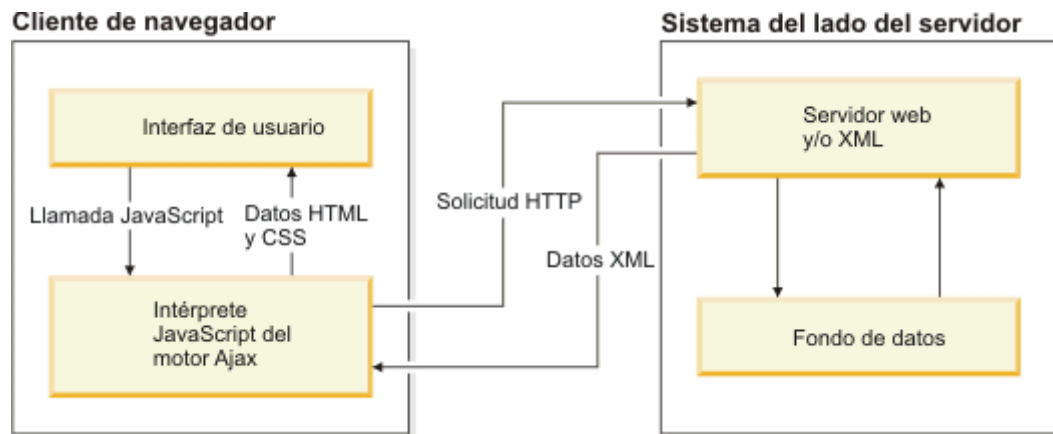 Cliente de navegador
Sistema del lado del servidor
Interfaz de usuario
Servidor web
y/o XML
Llamada JavaScript
Datos HTML
y CSS
Solicitud HTTP
Datos XML
Intérprete
JavaScript del
motor Ajax
Fondo de datos